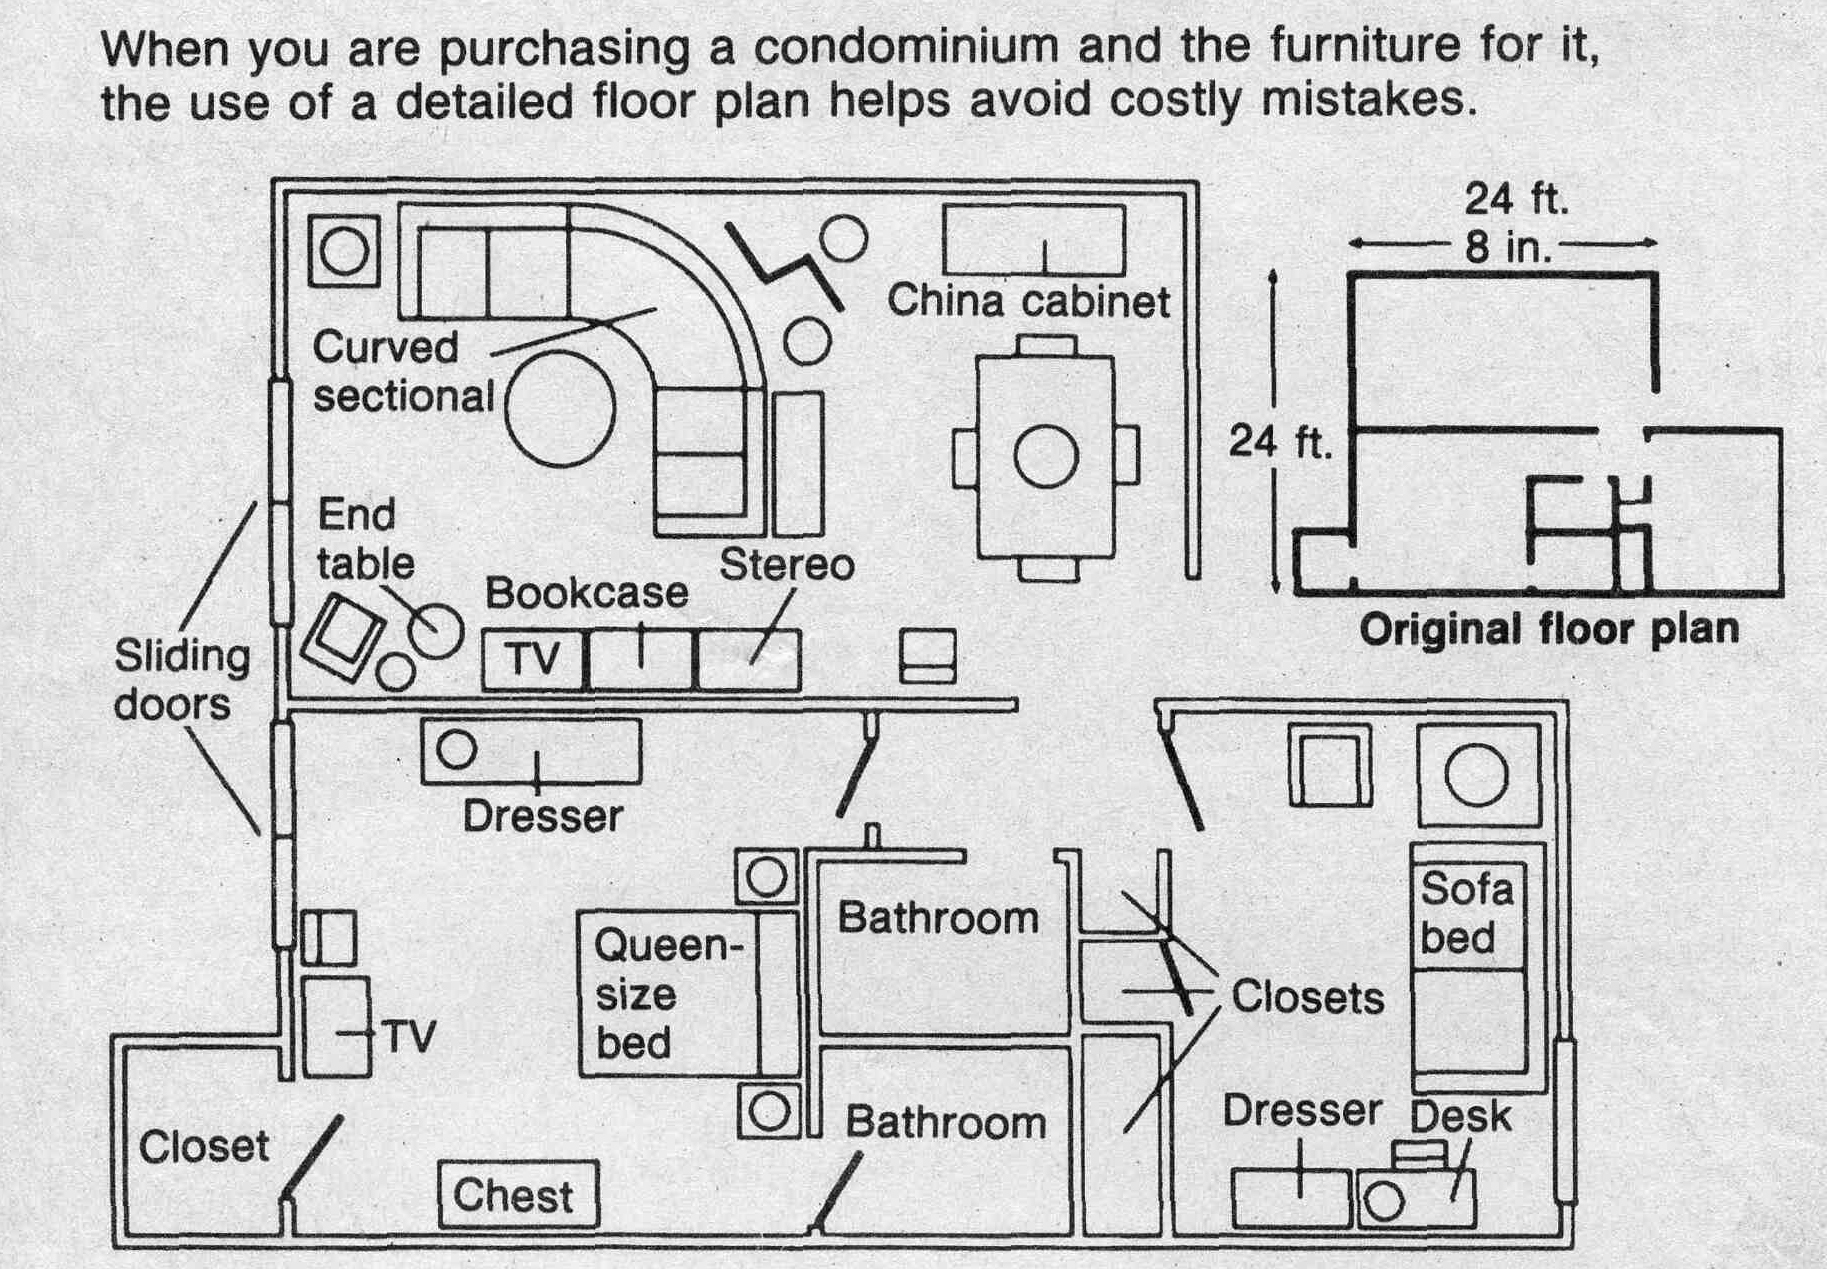 When you are purchasing a condominium and the furniture for it,
the use of a detailed floor plan helps avoid costly mistakes.
24 ft.
8 in.
24 ft.
Original floor plan
China cabinet
Curved
sectional
End
table
Bookcase
Stereo
TV
Sliding
doors
Dresser
Queen-
size
bed
Bathroom
Sofa
bed
Closets
TV
Closet
Chest
Bathroom
Dresser
Desk